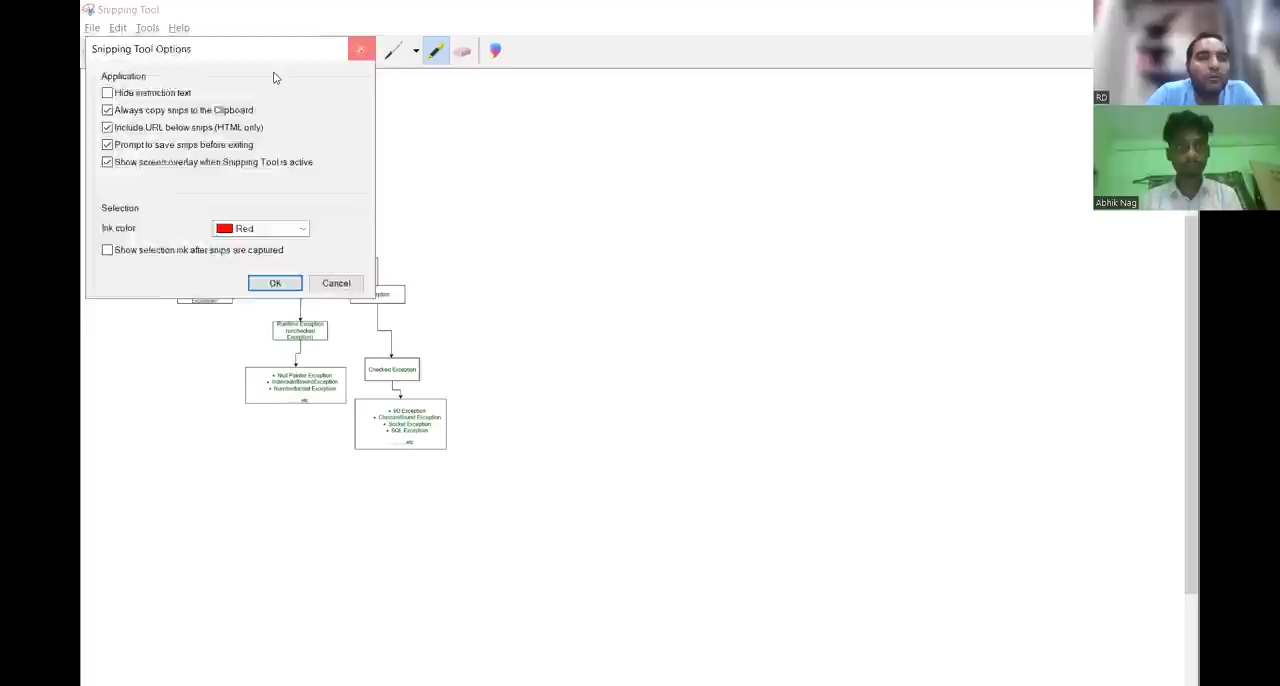 Snipping Tool
File Edit Tools Help
Snipping Tool Options
Application
Hide instruction text
Always copy snips to the Clipboard
Include URL below snips (HTML only)
Prompt to save snips before exiting
Show screen overlay when Snipping Tool is active
Selection
Ink color Red
Show selection ink after snips are captured
OK Cancel
Runtime Exception
(unchecked
Exception)
• Null Pointer Exception
• IndexoutofBoundException
• Numberformat Exception
......etc
Checked Exception
• I/O Exception
• Classnotfound Exception
• Socket Exception
• SQL Exception
........etc
RD
Abhik Nag